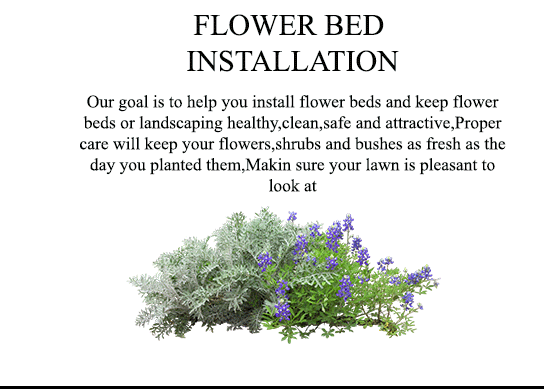 FLOWER BED
INSTALLATION
Our goal is to help you install flower beds and keep flower
beds or landscaping healthy,clean,safe and attractive,Proper
care will keep your flowers,shrubs and bushes as fresh as the
day you planted them,Makin sure your lawn is pleasant to
look at